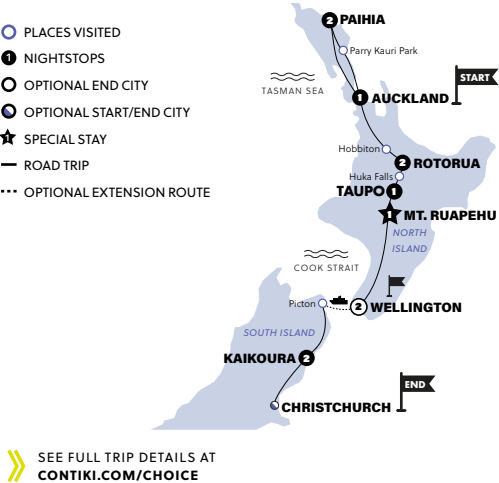 PLACES VISITED
1 NIGHTSTOPS
OPTIONAL END CITY
OPTIONAL START/END CITY
1 SPECIAL STAY
ROAD TRIP
OPTIONAL EXTENSION ROUTE
2 PAIHIA
Parry Kauri Park
TASMAN SEA
START
1 AUCKLAND
Hobbiton
2 ROTORUA
Huka Falls
TAUPO 1
1 MT. RUAPEHU
NORTH
ISLAND
COOK STRAIT
Picton
2 WELLINGTON
SOUTH ISLAND
KAIKOURA 2
END
CHRISTCHURCH
SEE FULL TRIP DETAILS AT
CONTIKI.COM/CHOICE